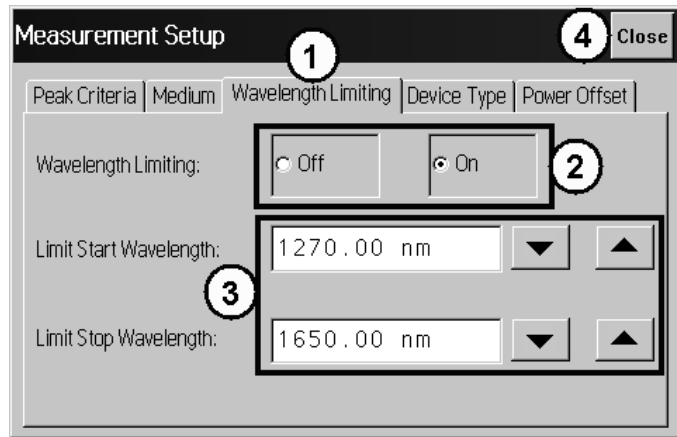 Measurement Setup 1 4 Close
Peak Criteria Medium Wavelength Limiting Device Type Power Offset
Wavelength Limiting: Off On 2
Limit Start Wavelength: 1270.00 nm
3
Limit Stop Wavelength: 1650.00 nm